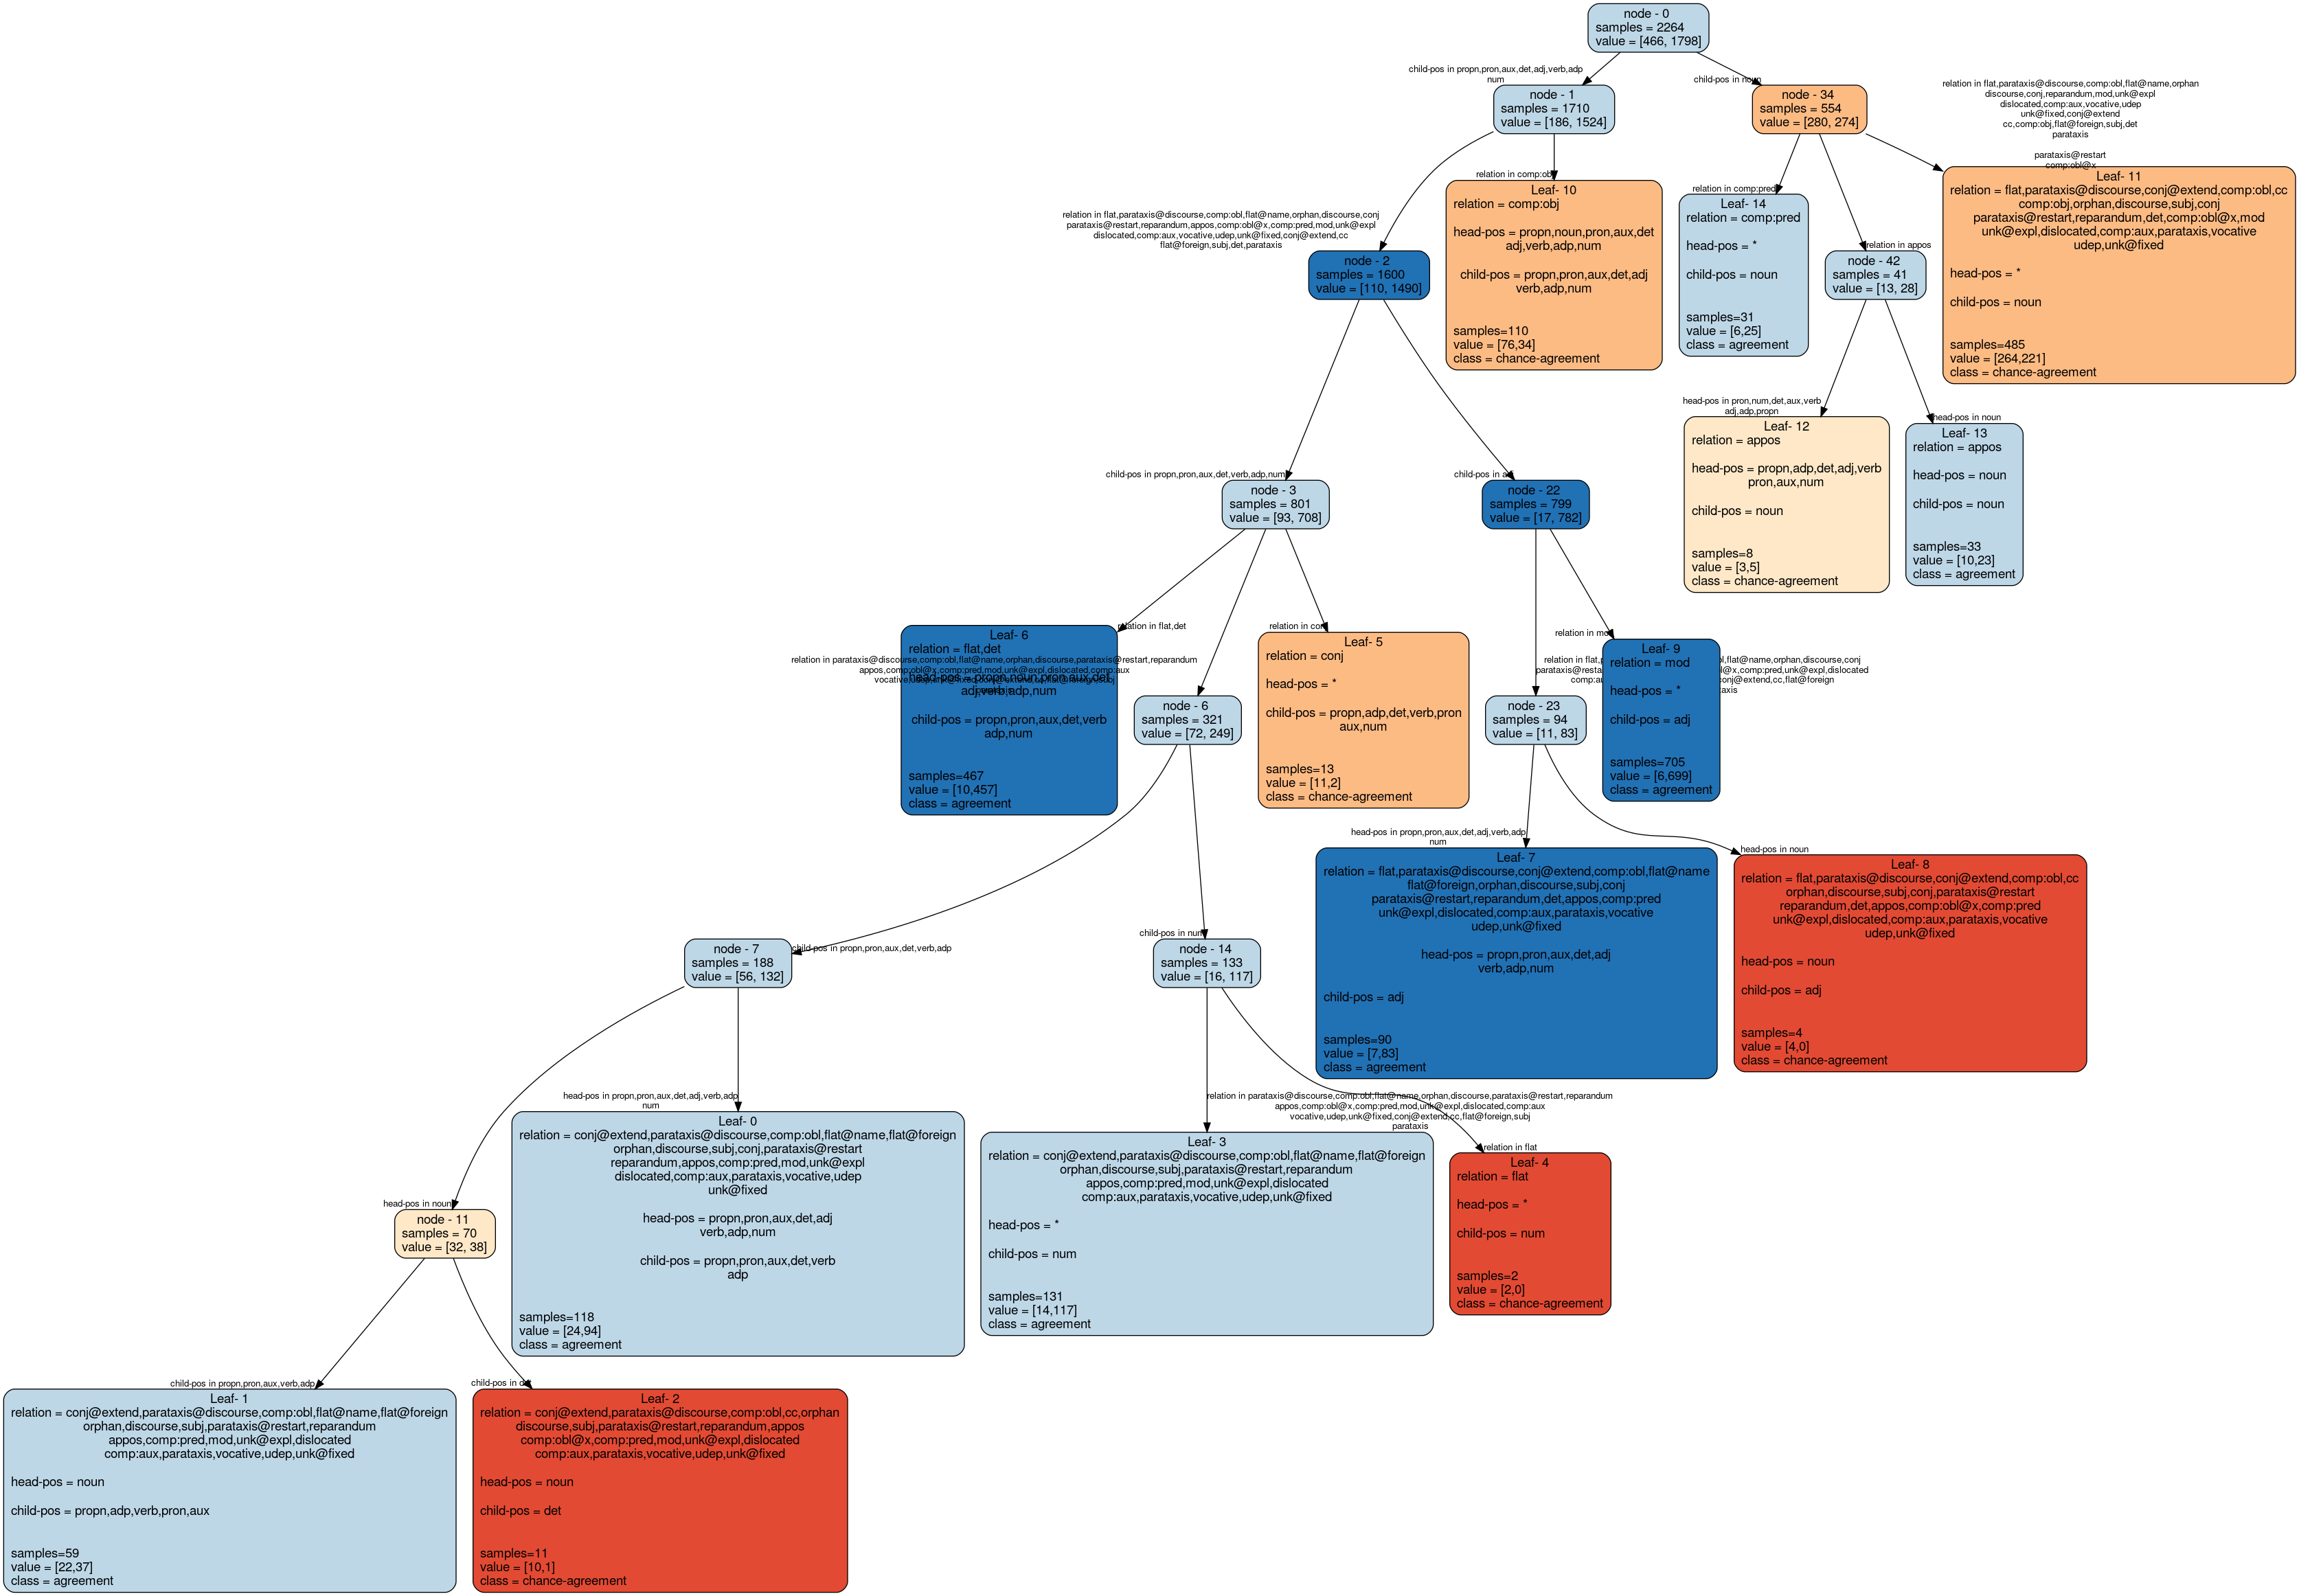 node - 0
samples = 2264
value = [466, 1798]
child-pos in propn,pron,aux,det,adj,verb,adp
num
child-pos in noun
node - 1
samples = 1710
value = [186, 1524]
node - 34
samples = 554
value = [280, 274]
relation in flat,parataxis@discourse,comp:obl,flat@name,orphan
discourse,conj,reparandum,mod,unk@expl
dislocated,comp:aux,vocative,udep
unk@fixed,conj@extend
cc,comp:obj,flat@foreign,subj,det
parataxis
parataxis@restart
comp:obl@x
relation in comp:obj
Leaf- 10
relation = comp:obj
head-pos = propn,noun,pron,aux,det
adj,verb,adp,num
child-pos = propn,pron,aux,det,adj
verb,adp,num
samples=110
value = [76,34]
class = chance-agreement
relation in comp:pred
Leaf- 14
relation = comp:pred
head-pos = *
child-pos = noun
samples=31
value = [6,25]
class = agreement
relation in appos
node - 42
samples = 41
value = [13, 28]
Leaf- 11
relation = flat,parataxis@discourse,conj@extend,comp:obl,cc
comp:obj,orphan,discourse,subj,conj
parataxis@restart,reparandum,det,comp:obl@x,mod
unk@expl,dislocated,comp:aux,parataxis,vocative
udep,unk@fixed
head-pos = *
child-pos = noun
samples=485
value = [264,221]
class = chance-agreement
relation in flat,parataxis@discourse,comp:obl,flat@name,orphan,discourse,conj
parataxis@restart,reparandum,appos,comp:obl@x,comp:pred,mod,unk@expl
dislocated,comp:aux,vocative,udep,unk@fixed,conj@extend,cc
flat@foreign,subj,det,parataxis
node - 2
samples = 1600
value = [110, 1490]
head-pos in pron,num,det,aux,verb
adj,adp,propn
Leaf- 12
relation = appos
head-pos = propn,adp,det,adj,verb
pron,aux,num
child-pos = noun
samples=8
value = [3,5]
class = chance-agreement
head-pos in noun
Leaf- 13
relation = appos
head-pos = noun
child-pos = noun
samples=33
value = [10,23]
class = agreement
child-pos in propn,pron,aux,det,verb,adp,num
node - 3
samples = 801
value = [93, 708]
child-pos in
node - 22
samples = 799
value = [17, 782]
relation in flat,det
Leaf- 6
relation = flat,det
relation in parataxis@discourse,comp:obl,flat@name,orphan,discourse,parataxis@restart,reparandum
appos,comp:obl@x,comp:pred,mod,unk@expl,dislocated,comp:aux
head-pos = propn,noun,pron,aux,det
adj,verb,adp,num
child-pos = propn,pron,aux,det,verb
adp,num
samples=467
value = [10,457]
class = agreement
node - 6
samples = 321
value = [72, 249]
relation in
Leaf- 5
relation = conj
head-pos = *
child-pos = propn,adp,det,verb,pron
aux,num
samples=13
value = [11,2]
class = chance-agreement
node - 23
samples = 94
value = [11, 83]
relation in
Leaf- 9
relation = mod
head-pos = *
child-pos = adj
samples=705
value = [6,699]
class = agreement
head-pos in propn,pron,aux,det,adj,verb,adp
num
Leaf- 7
relation = flat,parataxis@discourse,conj@extend,comp:obl,flat@name
flat@foreign,orphan,discourse,subj,conj
parataxis@restart,reparandum,det,appos,comp:pred
unk@expl,dislocated,comp:aux,parataxis,vocative
udep,unk@fixed
head-pos = propn,pron,aux,det,adj
verb,adp,num
child-pos = adj
samples=90
value = [7,83]
class = agreement
head-pos in noun
Leaf- 8
relation = flat,parataxis@discourse,conj@extend,comp:obl,cc
orphan,discourse,subj,conj,parataxis@restart
reparandum,det,appos,comp:obl@x,comp:pred
unk@expl,dislocated,comp:aux,parataxis,vocative
udep,unk@fixed
head-pos = noun
child-pos = adj
samples=4
value = [4,0]
class = chance-agreement
child-pos in propn,pron,aux,det,verb,adp
node - 7
samples = 188
value = [56, 132]
child-pos in num
node - 14
samples = 133
value = [16, 117]
head-pos in propn,pron,aux,det,adj,verb,adp
num
Leaf- 0
relation = conj@extend,parataxis@discourse,comp:obl,flat@name,flat@foreign
orphan,discourse,subj,conj,parataxis@restart
reparandum,appos,comp:pred,mod,unk@expl
dislocated,comp:aux,parataxis,vocative,udep
unk@fixed
head-pos = propn,pron,aux,det,adj
verb,adp,num
child-pos = propn,pron,aux,det,verb
adp
samples=118
value = [24,94]
class = agreement
relation in parataxis@discourse,comp:obl,flat@name,orphan,discourse,parataxis@restart,reparandum
appos,comp:obl@x,comp:pred,mod,unk@expl,dislocated,comp:aux
vocative,udep,unk@fixed,conj@extend,cc,flat@foreign,subj
parataxis
Leaf- 3
relation = conj@extend,parataxis@discourse,comp:obl,flat@name,flat@foreign
orphan,discourse,subj,parataxis@restart,reparandum
appos,comp:pred,mod,unk@expl,dislocated
comp:aux,parataxis,vocative,udep,unk@fixed
head-pos = *
child-pos = num
samples=131
value = [14,117]
class = agreement
relation in flat
Leaf- 4
relation = flat
head-pos = *
child-pos = num
samples=2
value = [2,0]
class = chance-agreement
head-pos in noun
node - 11
samples = 70
value = [32, 38]
child-pos in propn,pron,aux,verb,adp
Leaf- 1
relation = conj@extend,parataxis@discourse,comp:obl,flat@name,flat@foreign
orphan,discourse,subj,parataxis@restart,reparandum
appos,comp:pred,mod,unk@expl,dislocated
comp:aux,parataxis,vocative,udep,unk@fixed
head-pos = noun
child-pos = propn,adp,verb,pron,aux
samples=59
value = [22,37]
class = agreement
child-pos in
Leaf- 2
relation = conj@extend,parataxis@discourse,comp:obl,cc,orphan
discourse,subj,parataxis@restart,reparandum,appos
comp:obl@x,comp:pred,mod,unk@expl,dislocated
comp:aux,parataxis,vocative,udep,unk@fixed
head-pos = noun
child-pos = det
samples=11
value = [10,1]
class = chance-agreement